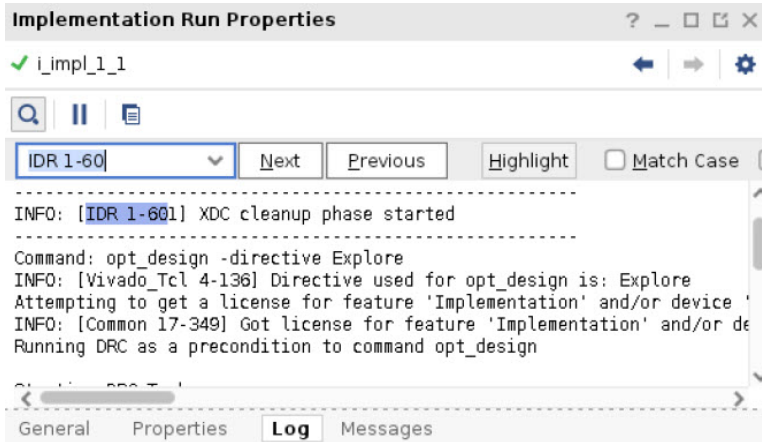 Implementation Run Properties
i_impl_1_1
IDR 1-60 Next Previous Highlight Match Case
-----------------------------------------------------------
INFO: [IDR 1-601] XDC cleanup phase started
-----------------------------------------------------------
Command: opt_design -directive Explore
INFO: [Vivado_Tcl 4-136] Directive used for opt_design is: Explore
Attempting to get a license for feature 'Implementation' and/or device '
INFO: [Common 17-349] Got license for feature 'Implementation' and/or de
Running DRC as a precondition to command opt_design
General Properties Log Messages